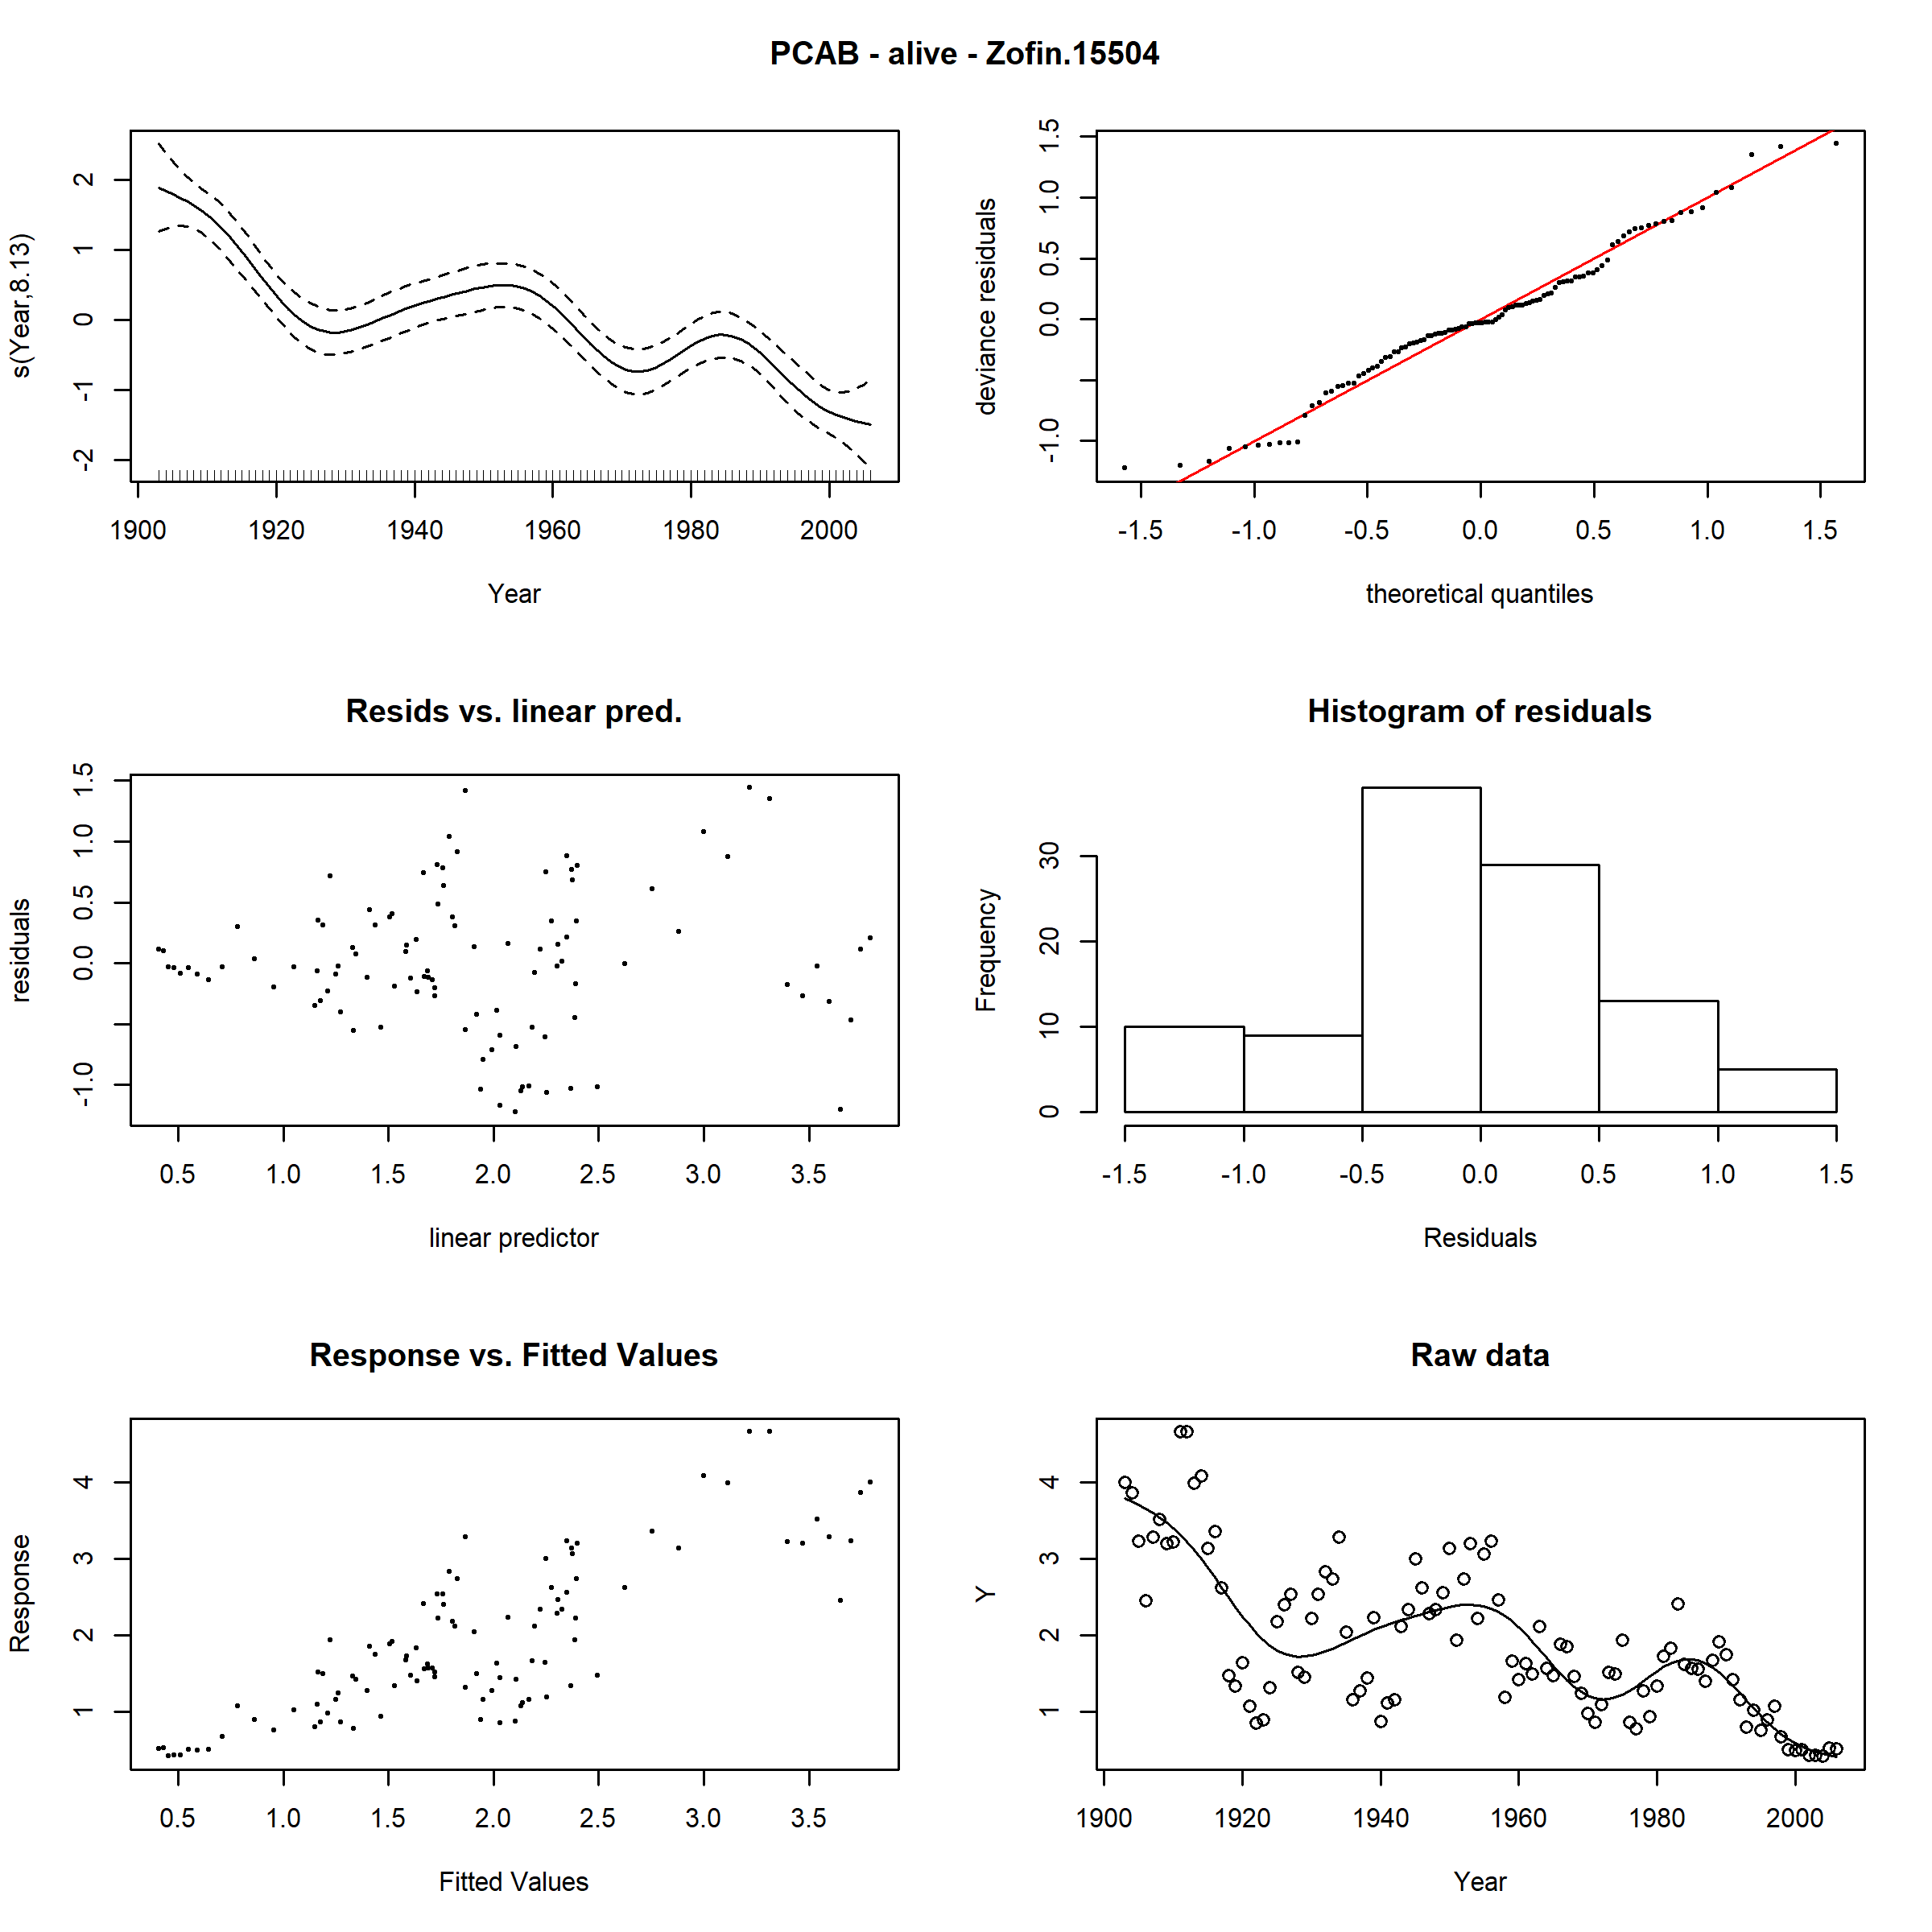 PCAB - alive - Zofin.15504
s(Year,8.13)
2
1
0
-1
-2
1900 1920 1940 1960 1980 2000
Year
deviance residuals
1.5
1.0
0.5
0.0
-1.0
-1.5 -0.5 0.0 0.5 1.0 1.5
theoretical quantiles
Resids vs. linear pred.
residuals
1.5
1.0
0.5
0.0
-1.0
0.5 1.0 1.5 2.0 2.5 3.0 3.5
linear predictor
Histogram of residuals
Frequency
30
20
10
0
-1.5 -1.0 -0.5 0.0 0.5 1.0 1.5
Residuals
Response vs. Fitted Values
Response
4
3
2
1
0.5 1.0 1.5 2.0 2.5 3.0 3.5
Fitted Values
Raw data
Y
4
3
2
1
1900 1920 1940 1960 1980 2000
Year